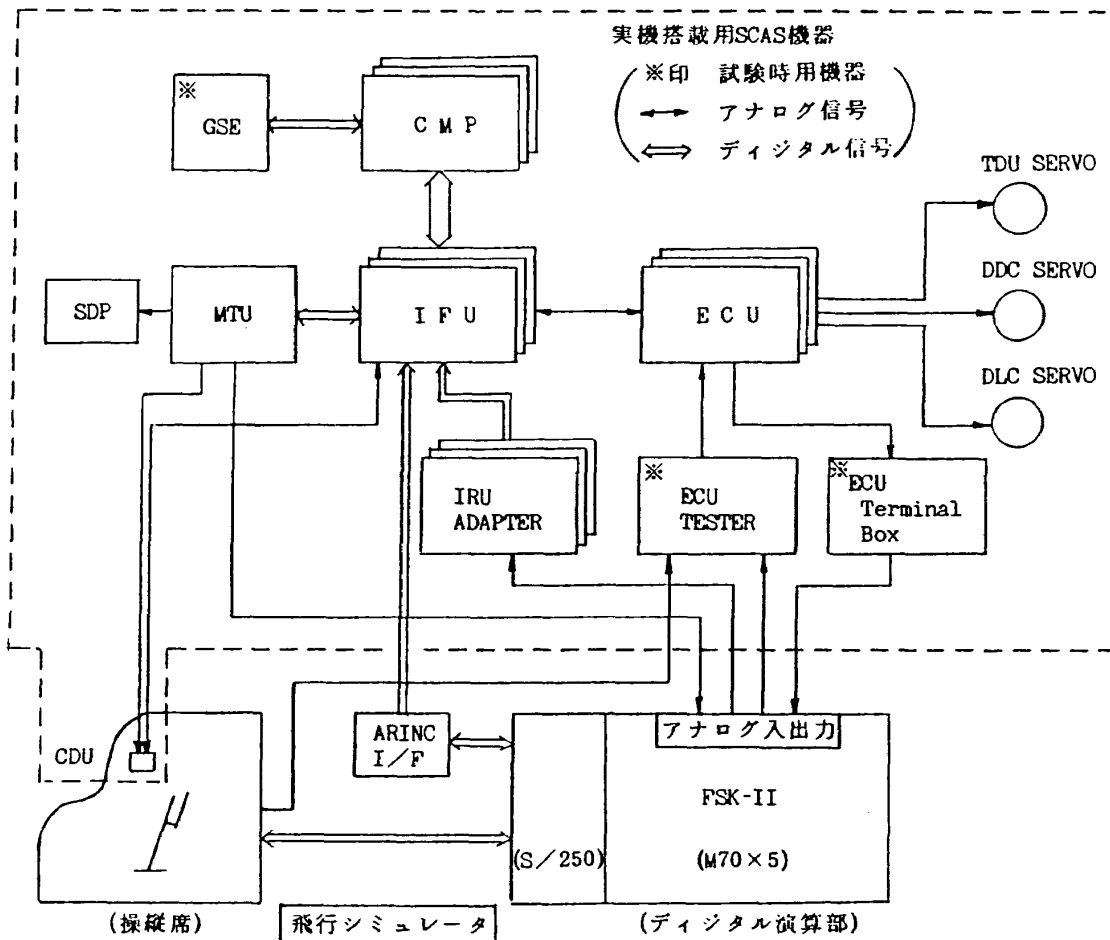 実機搭載用SCAS機器
※印 試験時用機器
アナログ信号
ディジタル信号
※
GSE
CMP
TDU SERVO
SDP
MTU
IFU
ECU
DDC SERVO
DLC SERVO
IRU
ADAPTER
※
ECU
TESTER
※
ECU
Terminal
Box
CDU
ARINC
I/F
アナログ入出力
FSK-II
(S/250)
(M70×5)
(操縦席)
飛行シミュレータ
(ディジタル演算部)